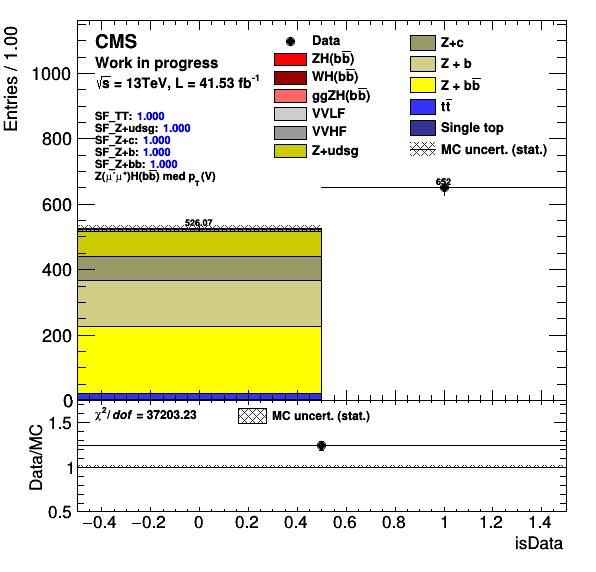 CMS
Work in progress
√s = 13TeV, L = 41.53 fb⁻¹
SF_TT: 1.000
SF_Z+udsg: 1.000
SF_Z+c: 1.000
SF_Z+b: 1.000
SF_Z+bb: 1.000
Z(μ⁻μ⁺)H(bb̅) med p_T(V)
Data
ZH(bb̅)
WH(bb̅)
ggZH(bb̅)
VVLF
VVHF
Z+udsg
Z+c
Z + b
Z + bb̅
tt̅
Single top
MC uncert. (stat.)
Entries / 1.00
1000
800
600
400
200
0
526.07
652
χ²/dof = 37203.23
MC uncert. (stat.)
Data/MC
1.5
1
0.5
−0.4 −0.2 0 0.2 0.4 0.6 0.8 1 1.2 1.4
isData